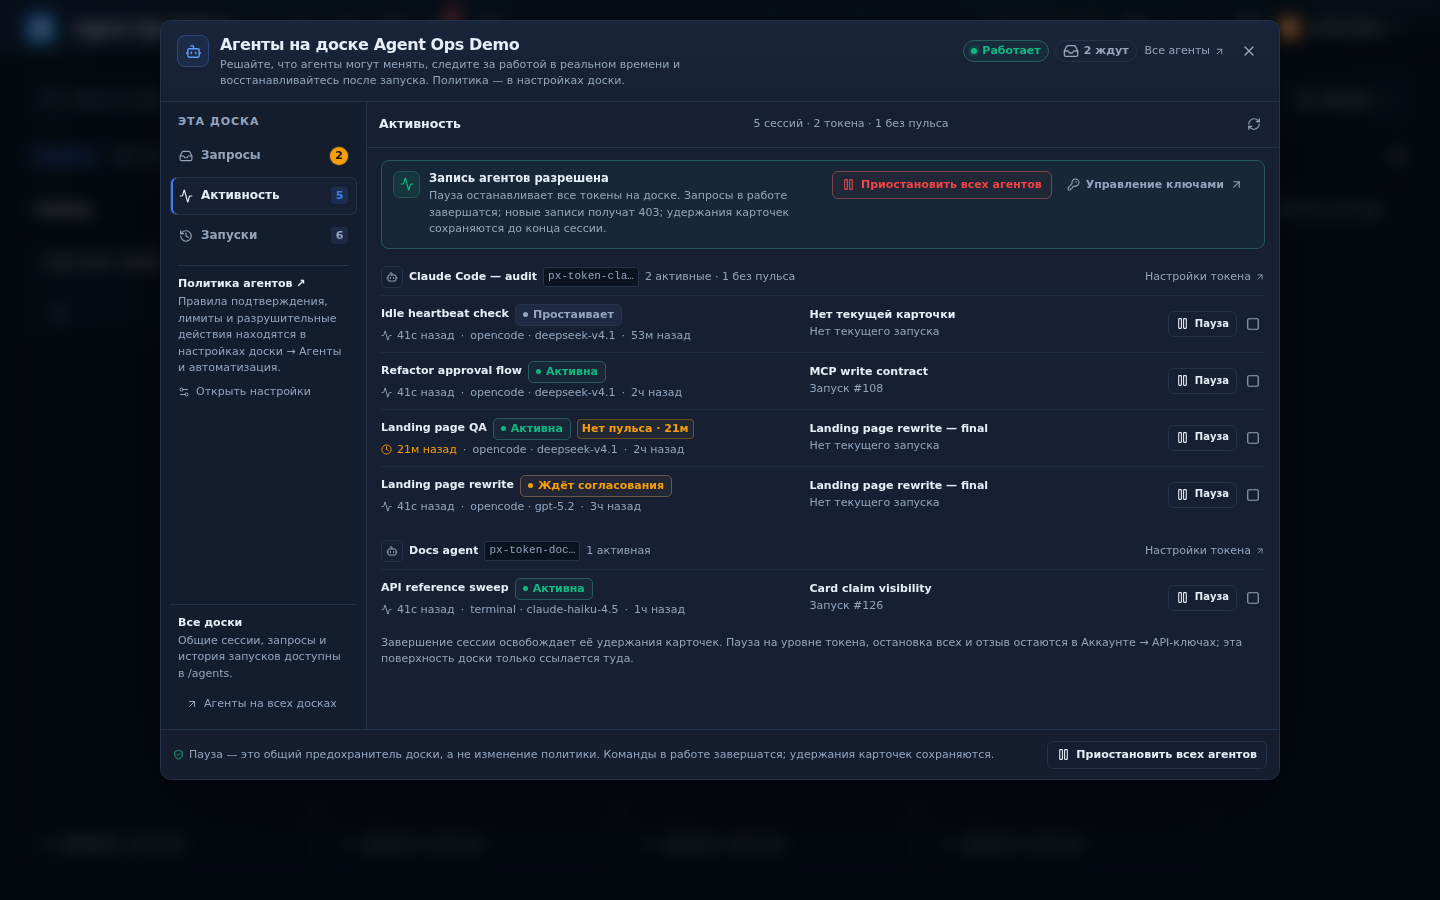 Агенты на доске Agent Ops Demo
Решайте, что агенты могут менять, следите за работой в реальном времени и
восстанавливайтесь после запуска. Политика — в настройках доски.
Работает
2 ждут
Все агенты ↗
ЭТА ДОСКА
Запросы 2
Активность 5
Запуски 6
Политика агентов ↗
Правила подтверждения,
лимиты и разрушительные
действия находятся в
настройках доски → Агенты
и автоматизация.
Открыть настройки
Все доски
Общие сессии, запросы и
история запусков доступны
в /agents.
Агенты на всех досках
Активность
5 сессий · 2 токена · 1 без пульса
Запись агентов разрешена
Пауза останавливает все токены на доске. Запросы в работе
завершатся; новые записи получат 403; удержания карточек
сохраняются до конца сессии.
Приостановить всех агентов
Управление ключами
Claude Code — audit px-token-cla… 2 активные · 1 без пульса
Настройки токена
Idle heartbeat check Простаивает
41с назад · opencode · deepseek-v4.1 · 53м назад
Нет текущей карточки
Нет текущего запуска
Пауза
Refactor approval flow Активна
41с назад · opencode · deepseek-v4.1 · 2ч назад
MCP write contract
Запуск #108
Пауза
Landing page QA Активна Нет пульса · 21м
21м назад · opencode · deepseek-v4.1 · 2ч назад
Landing page rewrite — final
Нет текущего запуска
Пауза
Landing page rewrite Ждёт согласования
41с назад · opencode · gpt-5.2 · 3ч назад
Landing page rewrite — final
Нет текущего запуска
Пауза
Docs agent px-token-doc… 1 активная
Настройки токена
API reference sweep Активна
41с назад · terminal · claude-haiku-4.5 · 1ч назад
Card claim visibility
Запуск #126
Пауза
Завершение сессии освобождает её удержания карточек. Пауза на уровне токена, остановка всех и отзыв остаются в Аккаунте → API-ключах; эта
поверхность доски только ссылается туда.
Пауза — это общий предохранитель доски, а не изменение политики. Команды в работе завершатся; удержания карточек сохраняются.
Приостановить всех агентов